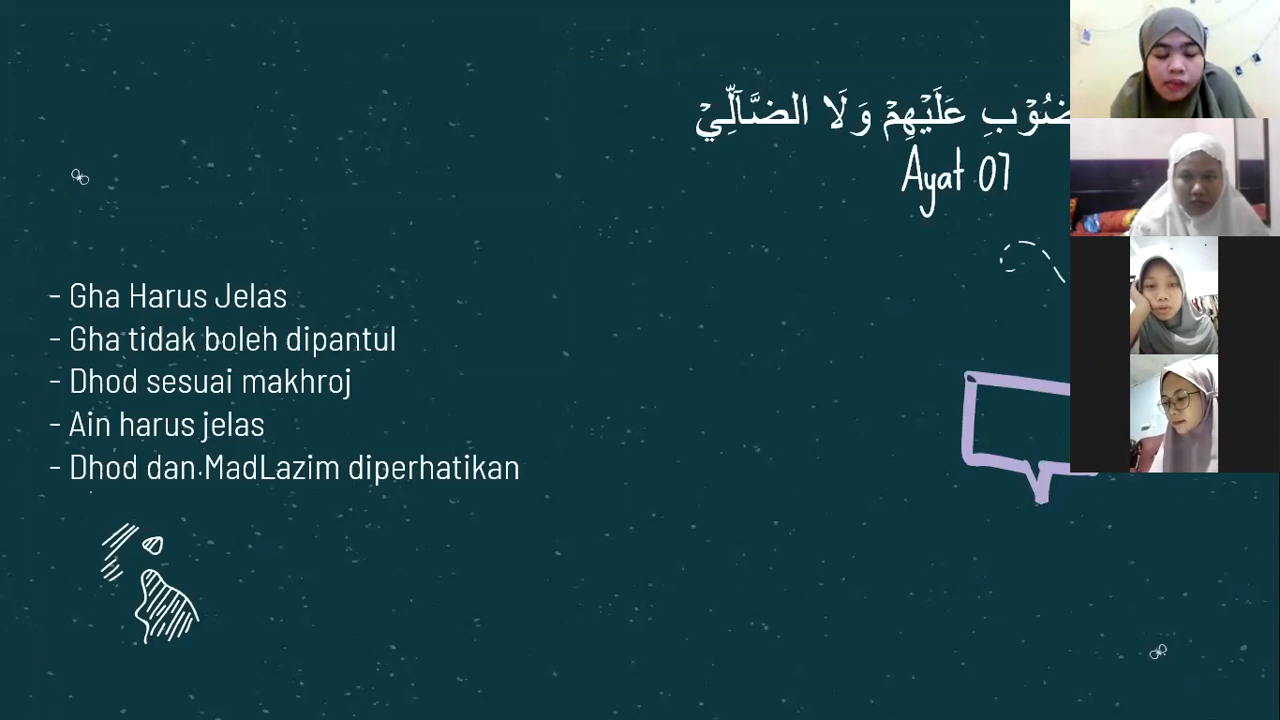 عَلَيْهِمْ وَلَا الضَّآلِّيْ
Ayat 07
- Gha Harus Jelas
- Gha tidak boleh dipantul
- Dhod sesuai makhroj
- Ain harus jelas
- Dhod dan MadLazim diperhatikan